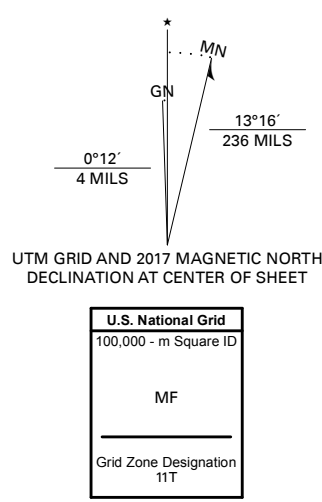 ★
MN
GN
13°16´
236 MILS
0°12´
4 MILS
UTM GRID AND 2017 MAGNETIC NORTH
DECLINATION AT CENTER OF SHEET
U.S. National Grid
100,000 - m Square ID
MF
Grid Zone Designation
11T